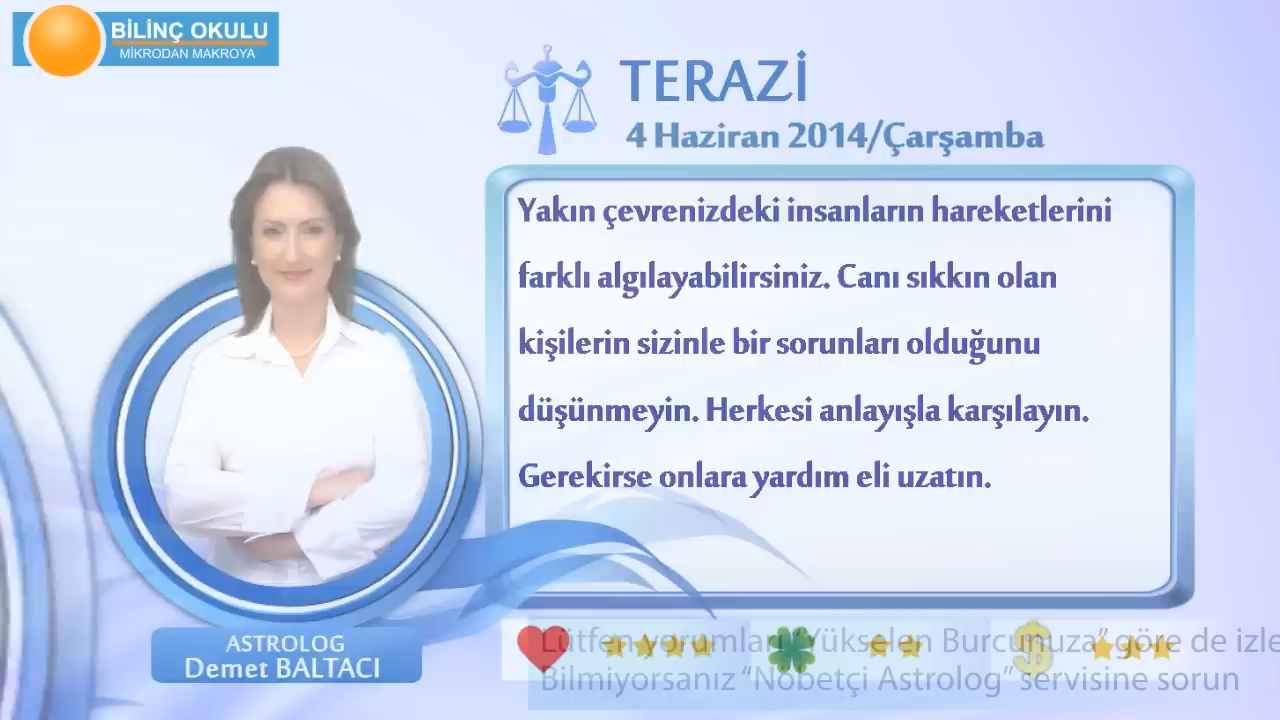 BİLİNÇ OKULU
MİKRODAN MAKROYA
TERAZİ
4 Haziran 2014/Çarşamba
Yakın çevrenizdeki insanların hareketlerini
farklı algılayabilirsiniz. Canı sıkkın olan
kişilerin sizinle bir sorunları olduğunu
düşünmeyin. Herkesi anlayışla karşılayın.
Gerekirse onlara yardım eli uzatın.
ASTROLOG
Demet BALTACI
Lütfen yorumları "Yükselen Burcunuza" göre de
Bilmiyorsanız "Nöbetçi Astrolog" servisine sorun